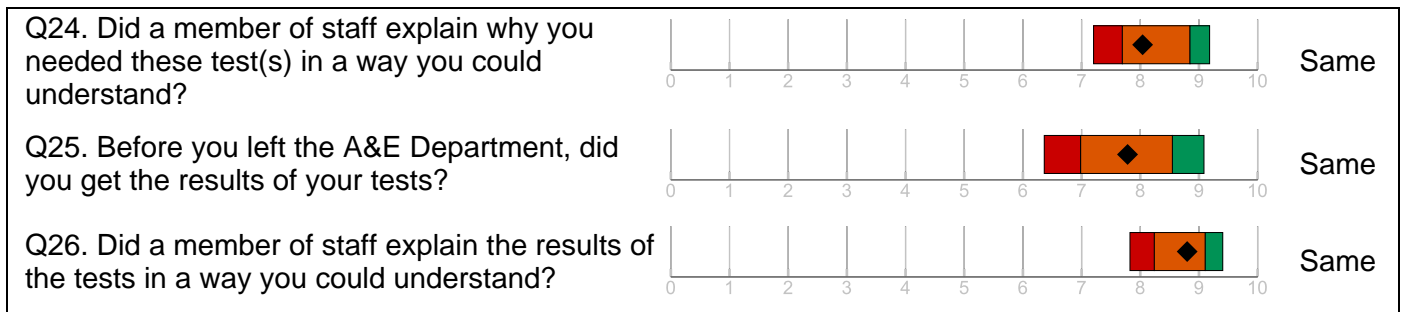 Q24. Did a member of staff explain why you
needed these test(s) in a way you could
understand?
0 1 2 3 4 5 6 7 8 9 10
Same
Q25. Before you left the A&E Department, did
you get the results of your tests?
0 1 2 3 4 5 6 7 8 9 10
Same
Q26. Did a member of staff explain the results of
the tests in a way you could understand?
0 1 2 3 4 5 6 7 8 9 10
Same